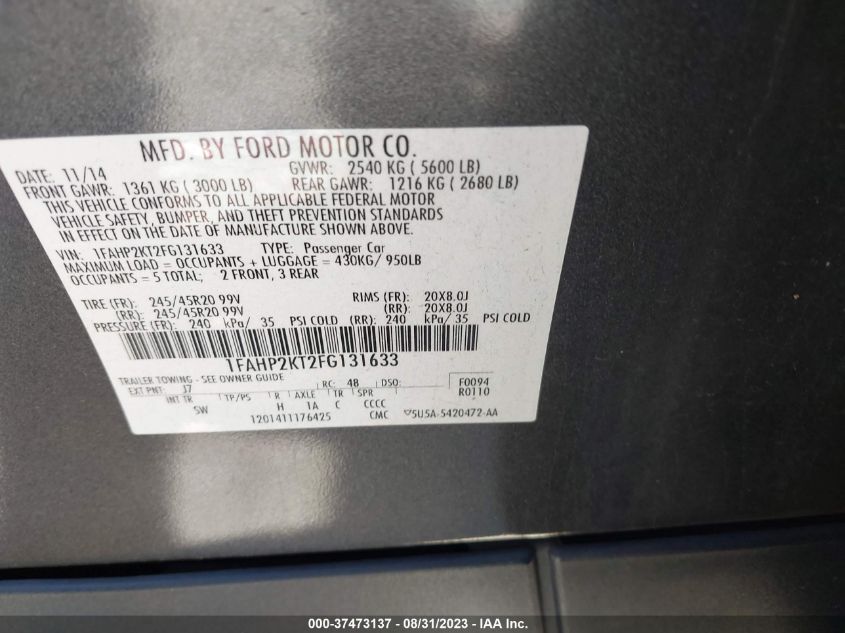 MFD. BY FORD MOTOR CO.
DATE: 11/14 GVWR: 2540 KG ( 5600 LB)
FRONT GAWR: 1361 KG ( 3000 LB) REAR GAWR: 1216 KG ( 2680 LB)
THIS VEHICLE CONFORMS TO ALL APPLICABLE FEDERAL MOTOR
VEHICLE SAFETY, BUMPER, AND THEFT PREVENTION STANDARDS
IN EFFECT ON THE DATE OF MANUFACTURE SHOWN ABOVE.
VIN: 1FAHP2KT2FG131633 TYPE: Passenger Car
MAXIMUM LOAD = OCCUPANTS + LUGGAGE = 430KG/ 950LB
OCCUPANTS = 5 TOTAL; 2 FRONT, 3 REAR
TIRE (FR): 245/45R20 99V RIMS (FR): 20X8.0J
(RR): 245/45R20 99V (RR): 20X8.0J
PRESSURE (FR): 240 kPa/ 35 PSI COLD (RR): 240 kPa/ 35 PSI COLD
1FAHP2KT2FG131633
TRAILER TOWING - SEE OWNER GUIDE
EXT PNT: J7 RC: 48 DSO: F0094
INT TR TP/PS R AXLE TR SPR R0110
5W H 1A C CCCC
1201411176425 CMC 5U5A-5420472-AA
000-37473137 - 08/31/2023 - IAA Inc.